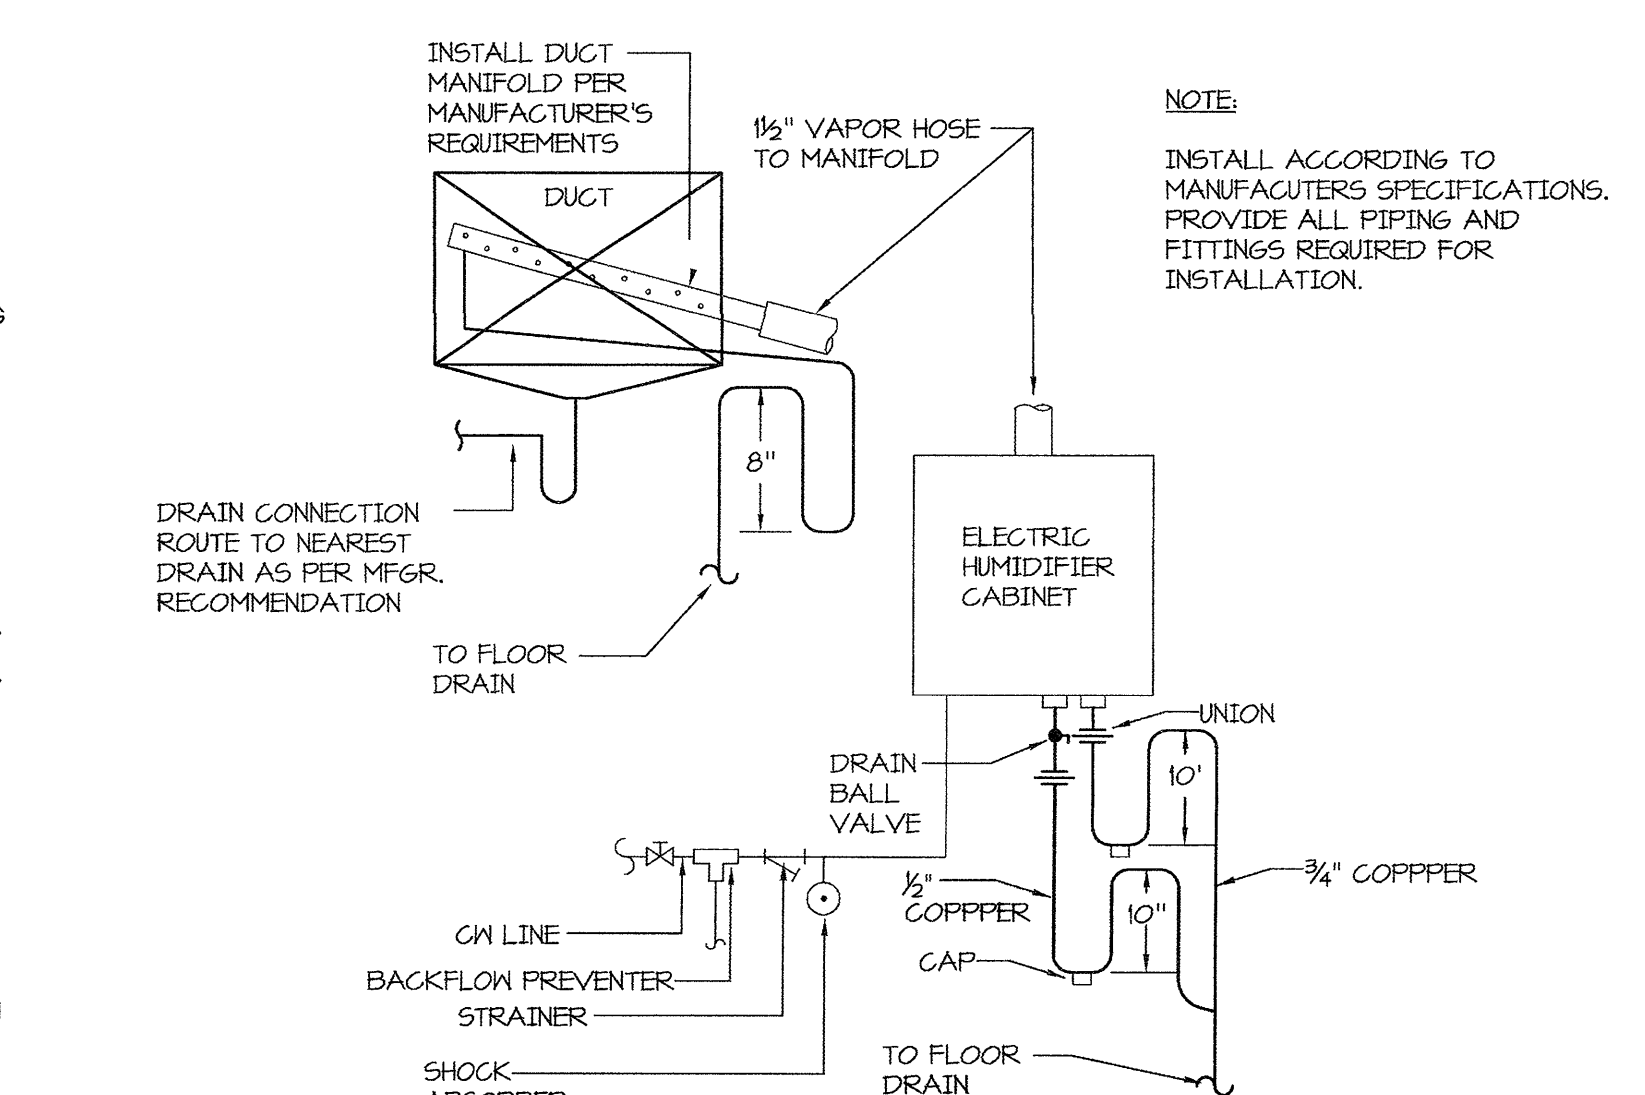 INSTALL DUCT
MANIFOLD PER
MANUFACTURER'S
REQUIREMENTS
1½" VAPOR HOSE
TO MANIFOLD
NOTE:
INSTALL ACCORDING TO
MANUFACUTERS SPECIFICATIONS.
PROVIDE ALL PIPING AND
FITTINGS REQUIRED FOR
INSTALLATION.
DUCT
8"
DRAIN CONNECTION
ROUTE TO NEAREST
DRAIN AS PER MFGR.
RECOMMENDATION
ELECTRIC
HUMIDIFIER
CABINET
TO FLOOR
DRAIN
UNION
DRAIN
BALL
VALVE
10'
½"
COPPPER
10"
¾" COPPPER
CW LINE
CAP
BACKFLOW PREVENTER
STRAINER
SHOCK
TO FLOOR
DRAIN